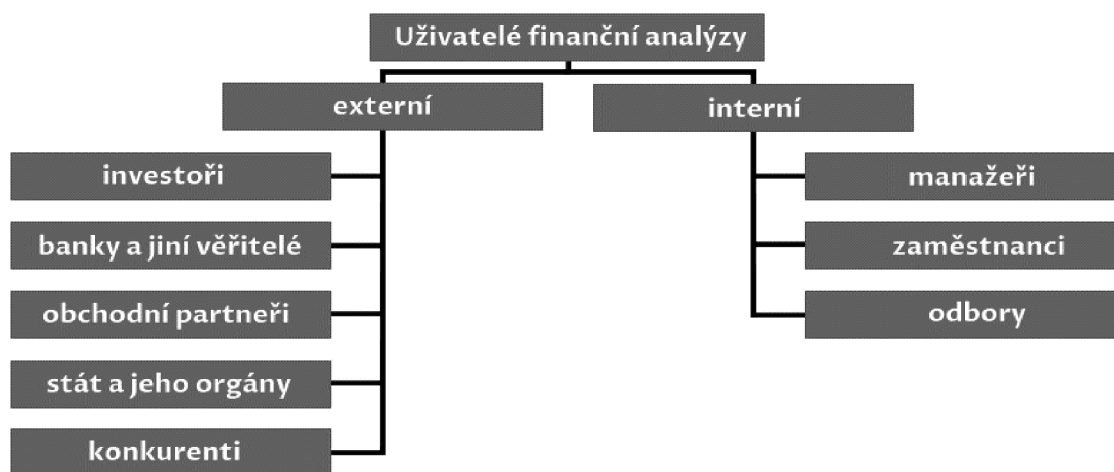 Uživatelé finanční analýzy
externí
interní
investoři
banky a jiní věřitelé
obchodní partneři
stát a jeho orgány
konkurenti
manažeři
zaměstnanci
odbory